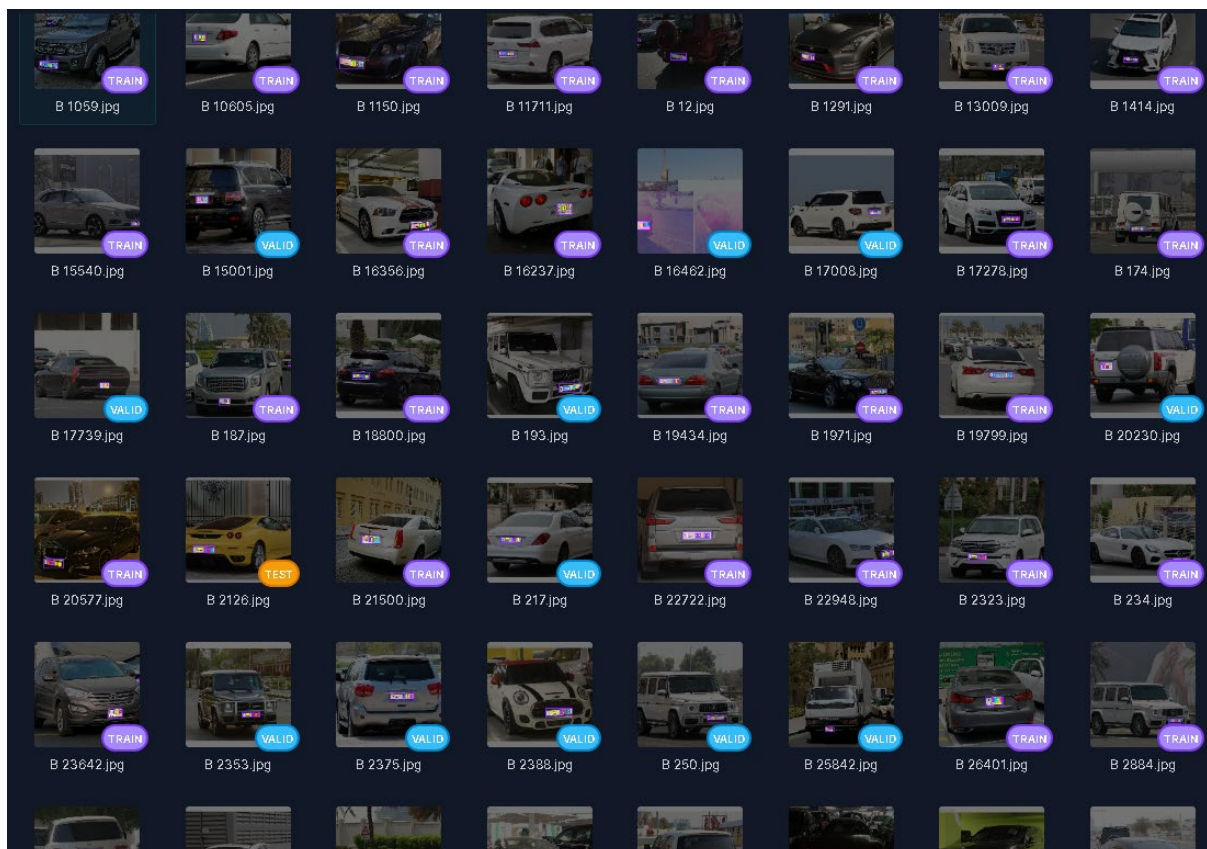 TRAIN TRAIN TRAIN TRAIN TRAIN TRAIN TRAIN TRAIN
B 1059.jpg B 10605.jpg B 1150.jpg B 11711.jpg B 12.jpg B 1291.jpg B 13009.jpg B 1414.jpg
TRAIN VALID TRAIN TRAIN VALID VALID TRAIN TRAIN
B 15540.jpg B 15001.jpg B 16356.jpg B 16237.jpg B 16462.jpg B 17008.jpg B 17278.jpg B 174.jpg
VALID TRAIN TRAIN VALID TRAIN TRAIN TRAIN VALID
B 17739.jpg B 187.jpg B 18800.jpg B 193.jpg B 19434.jpg B 1971.jpg B 19799.jpg B 20230.jpg
TRAIN TEST TRAIN VALID TRAIN TRAIN TRAIN TRAIN
B 20577.jpg B 2126.jpg B 21500.jpg B 217.jpg B 22722.jpg B 22948.jpg B 2323.jpg B 234.jpg
TRAIN VALID VALID VALID VALID VALID TRAIN TRAIN
B 23642.jpg B 2353.jpg B 2375.jpg B 2388.jpg B 250.jpg B 25842.jpg B 26401.jpg B 2884.jpg